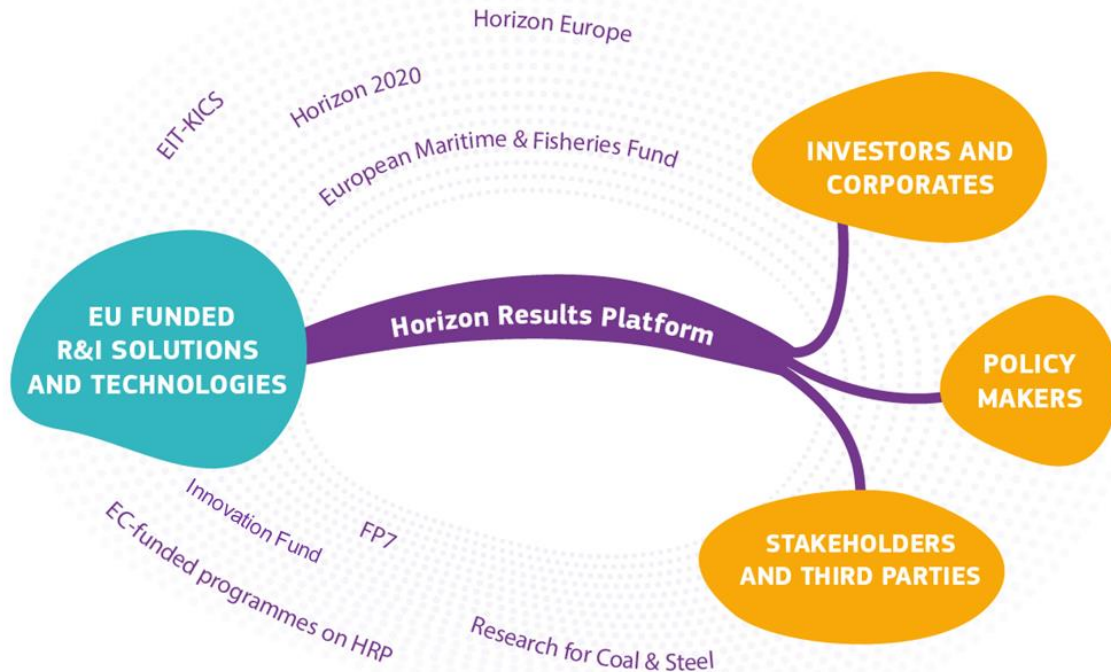 Horizon Europe
Horizon 2020
EIT-KICS
European Maritime & Fisheries Fund
INVESTORS AND
CORPORATES
EU FUNDED
R&I SOLUTIONS
AND TECHNOLOGIES
Horizon Results Platform
POLICY
MAKERS
Innovation Fund
FP7
EC-funded programmes on HRP
STAKEHOLDERS
AND THIRD PARTIES
Research for Coal & Steel